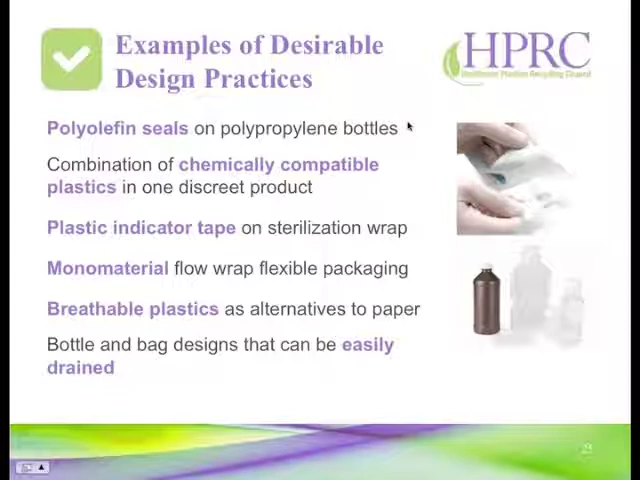 Examples of Desirable
Design Practices
HPRC
Healthcare Plastics Recycling Council
Polyolefin seals on polypropylene bottles
Combination of chemically compatible
plastics in one discreet product
Plastic indicator tape on sterilization wrap
Monomaterial flow wrap flexible packaging
Breathable plastics as alternatives to paper
Bottle and bag designs that can be easily
drained